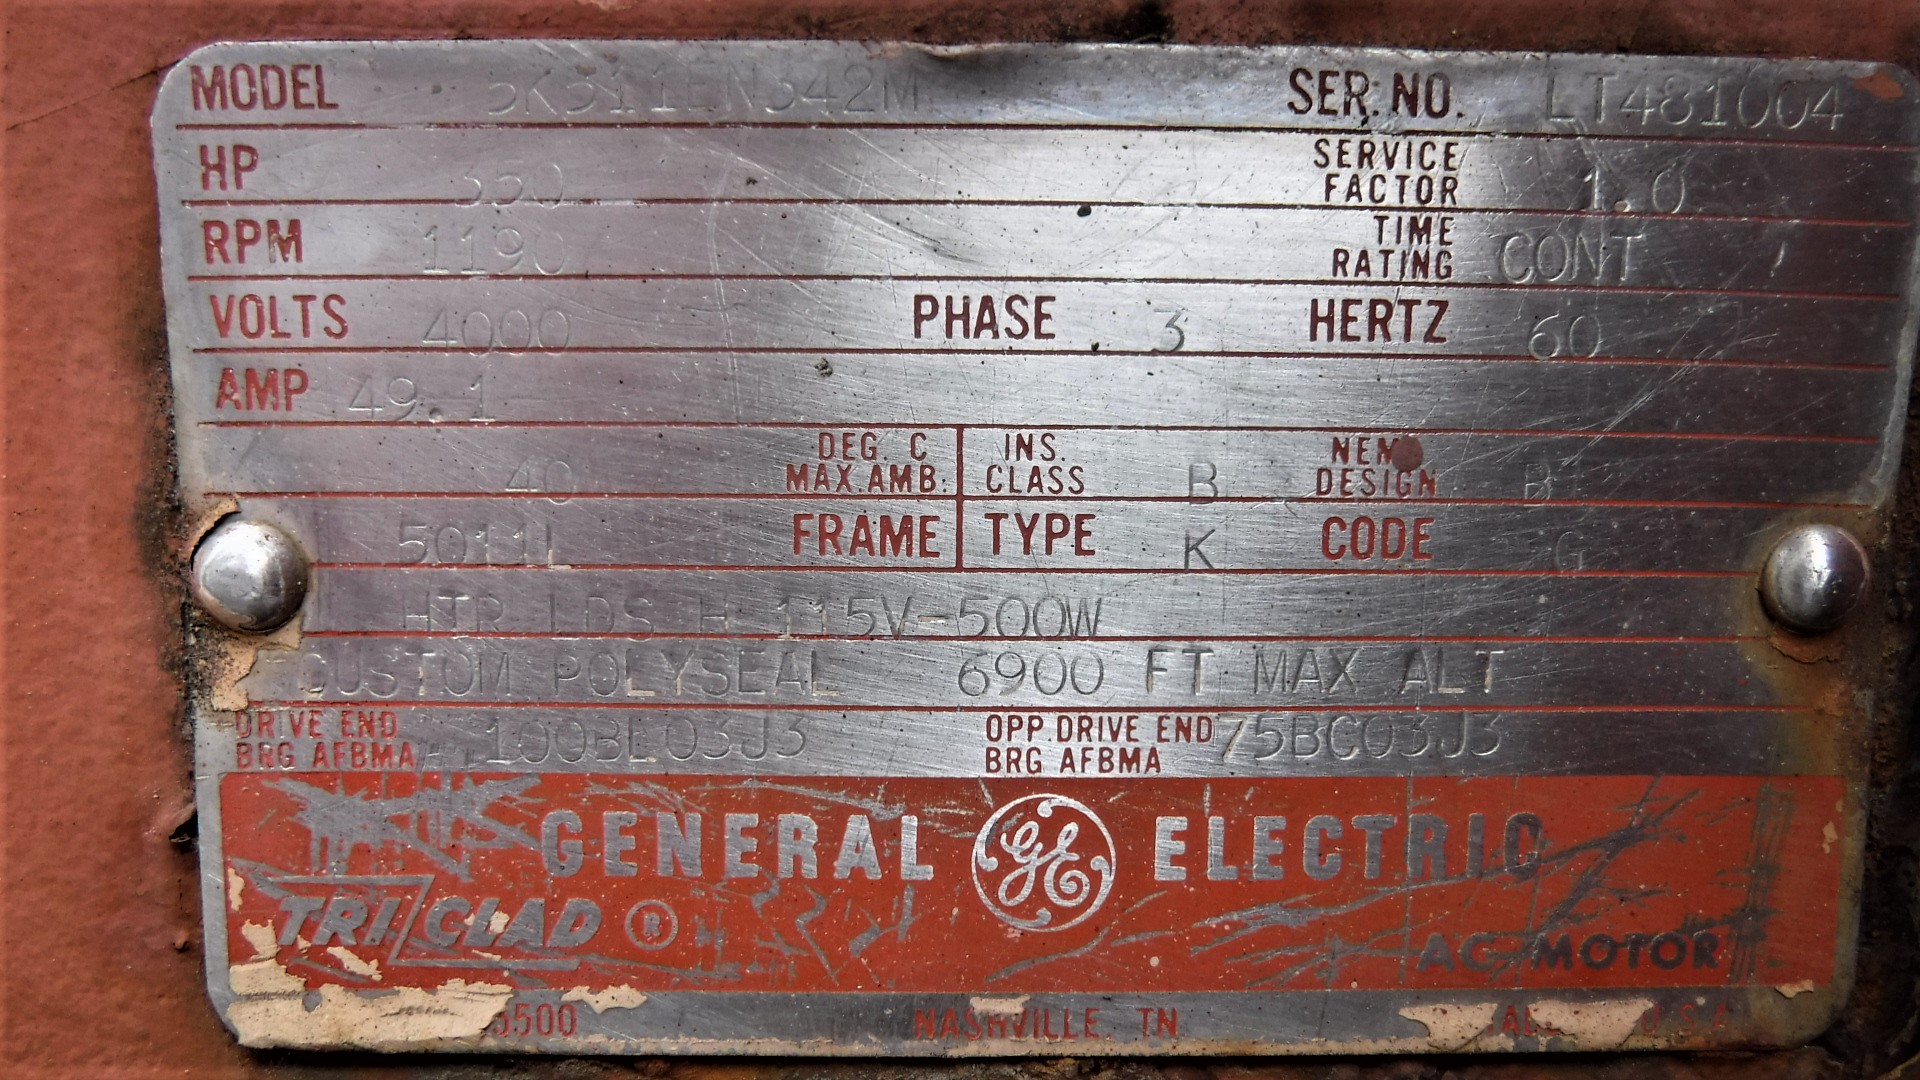 MODEL 5K511EN342M SER. NO. LT481004
HP 350 SERVICE FACTOR 1.0
RPM 1190 TIME RATING CONT
VOLTS 4000 PHASE 3 HERTZ 60
AMP 49.1
40 DEG. C MAX. AMB. INS. CLASS B NEMA DESIGN B
5011L FRAME TYPE K CODE G
HTR LDS H 115V-500W
CUSTOM POLYSEAL 6900 FT MAX ALT
DRIVE END BRG AFBMA 100BL03J3 OPP. DRIVE END BRG AFBMA 75BC03J3
GENERAL GE ELECTRIC
TRI/CLAD ® AC MOTOR
NASHVILLE, TN U.S.A.